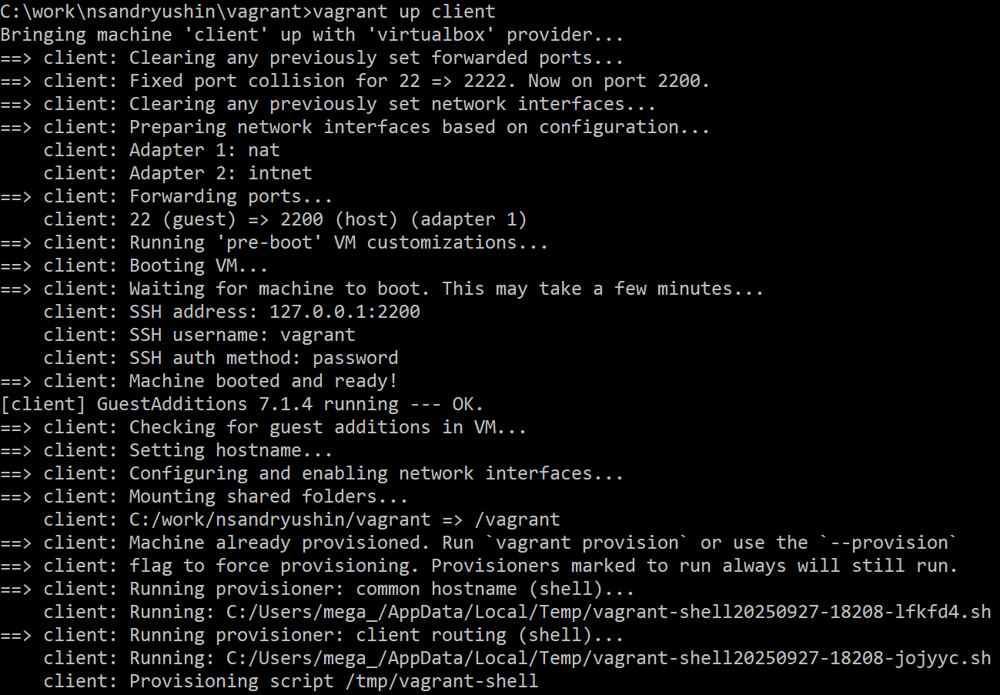 C:\work\nsandryushin\vagrant>vagrant up client
Bringing machine 'client' up with 'virtualbox' provider...
==> client: Clearing any previously set forwarded ports...
==> client: Fixed port collision for 22 => 2222. Now on port 2200.
==> client: Clearing any previously set network interfaces...
==> client: Preparing network interfaces based on configuration...
    client: Adapter 1: nat
    client: Adapter 2: intnet
==> client: Forwarding ports...
    client: 22 (guest) => 2200 (host) (adapter 1)
==> client: Running 'pre-boot' VM customizations...
==> client: Booting VM...
==> client: Waiting for machine to boot. This may take a few minutes...
    client: SSH address: 127.0.0.1:2200
    client: SSH username: vagrant
    client: SSH auth method: password
==> client: Machine booted and ready!
[client] GuestAdditions 7.1.4 running --- OK.
==> client: Checking for guest additions in VM...
==> client: Setting hostname...
==> client: Configuring and enabling network interfaces...
==> client: Mounting shared folders...
    client: C:/work/nsandryushin/vagrant => /vagrant
==> client: Machine already provisioned. Run `vagrant provision` or use the `--provision`
==> client: flag to force provisioning. Provisioners marked to run always will still run.
==> client: Running provisioner: common hostname (shell)...
    client: Running: C:/Users/mega_/AppData/Local/Temp/vagrant-shell20250927-18208-lfkfd4.sh
==> client: Running provisioner: client routing (shell)...
    client: Running: C:/Users/mega_/AppData/Local/Temp/vagrant-shell20250927-18208-jojyyc.sh
    client: Provisioning script /tmp/vagrant-shell